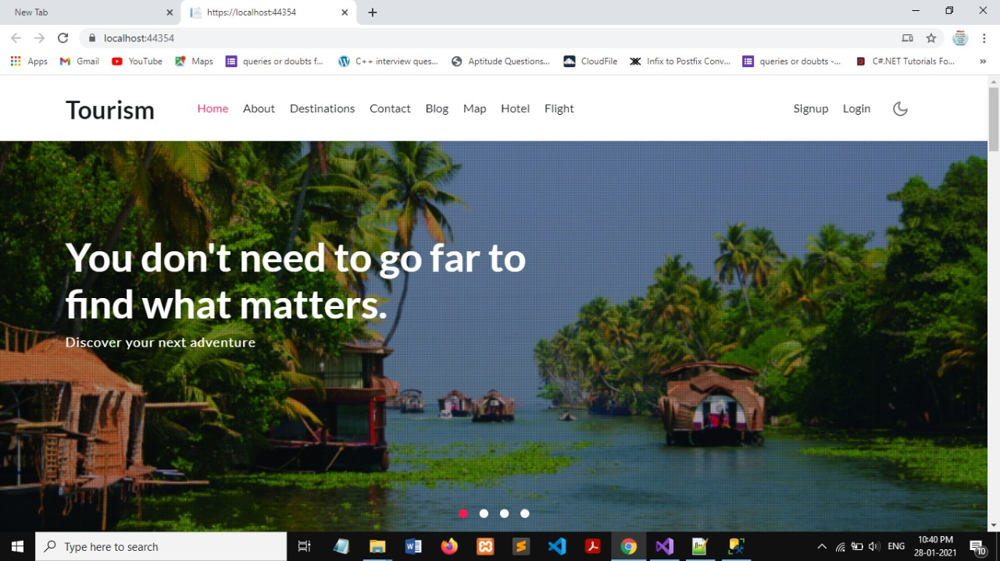 New Tab
https://localhost:44354
localhost:44354
Apps Gmail YouTube Maps queries or doubts f... C++ interview ques... Aptitude Questions... CloudFile Infix to Postfix Conv... queries or doubts -... C#.NET Tutorials Fo... »
Tourism Home About Destinations Contact Blog Map Hotel Flight Signup Login
You don't need to go far to
find what matters.
Discover your next adventure
Type here to search
ENG
10:40 PM
28-01-2021
10